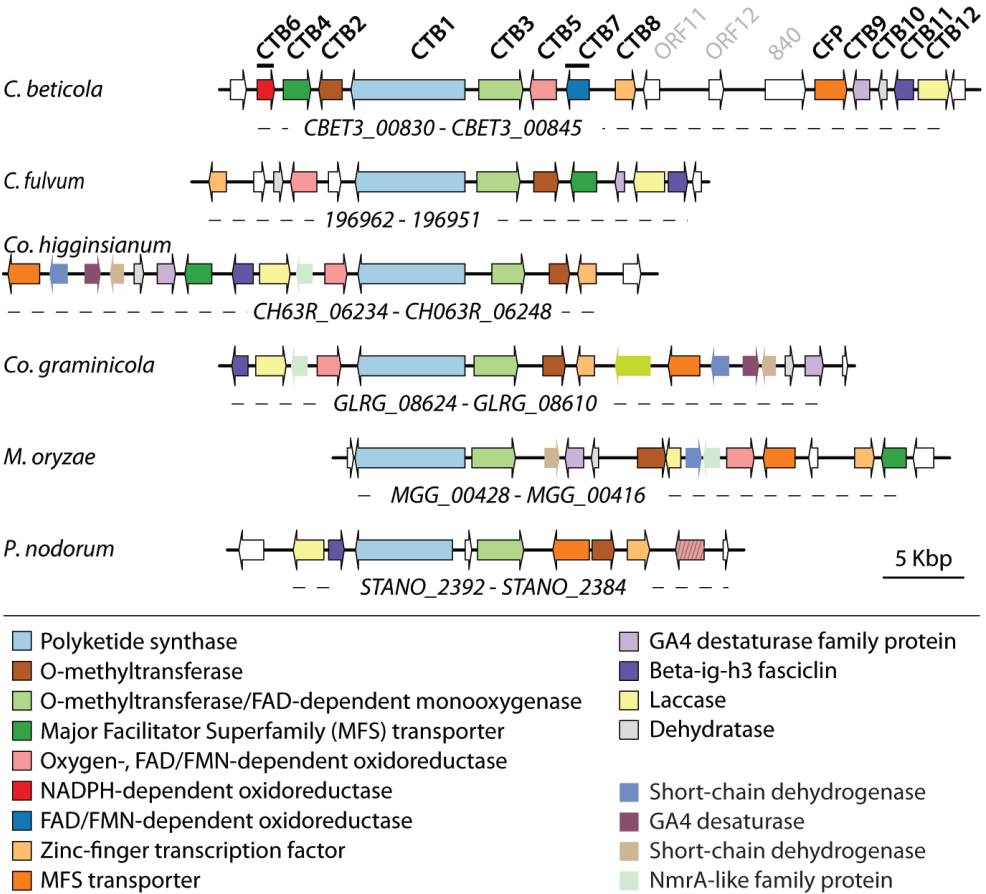 CTB6 CTB4 CTB2 CTB1 CTB3 CTB5 CTB7 CTB8 ORF11 ORF12 840 CFP CTB9 CTB10 CTB11 CTB12
C. beticola
CBET3_00830 - CBET3_00845
C. fulvum
196962 - 196951
Co. higginsianum
CH63R_06234 - CH063R_06248
Co. graminicola
GLRG_08624 - GLRG_08610
M. oryzae
MGG_00428 - MGG_00416
P. nodorum
5 Kbp
STANO_2392 - STANO_2384
Polyketide synthase
O-methyltransferase
O-methyltransferase/FAD-dependent monooxygenase
Major Facilitator Superfamily (MFS) transporter
Oxygen-, FAD/FMN-dependent oxidoreductase
NADPH-dependent oxidoreductase
FAD/FMN-dependent oxidoreductase
Zinc-finger transcription factor
MFS transporter
GA4 destaturase family protein
Beta-ig-h3 fasciclin
Laccase
Dehydratase
Short-chain dehydrogenase
GA4 desaturase
Short-chain dehydrogenase
NmrA-like family protein